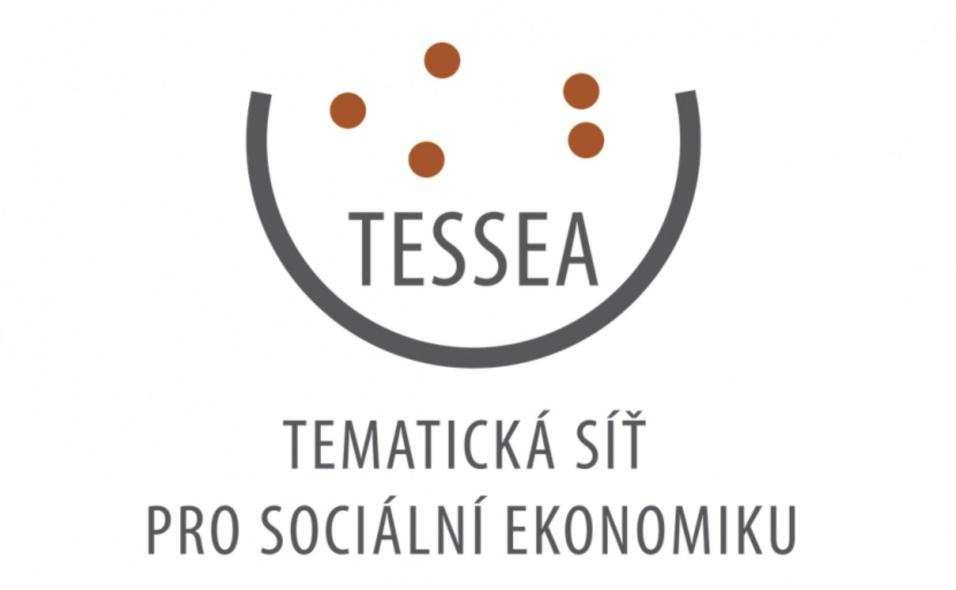 TESSEA
TEMATICKÁ SÍŤ
PRO SOCIÁLNÍ EKONOMIKU